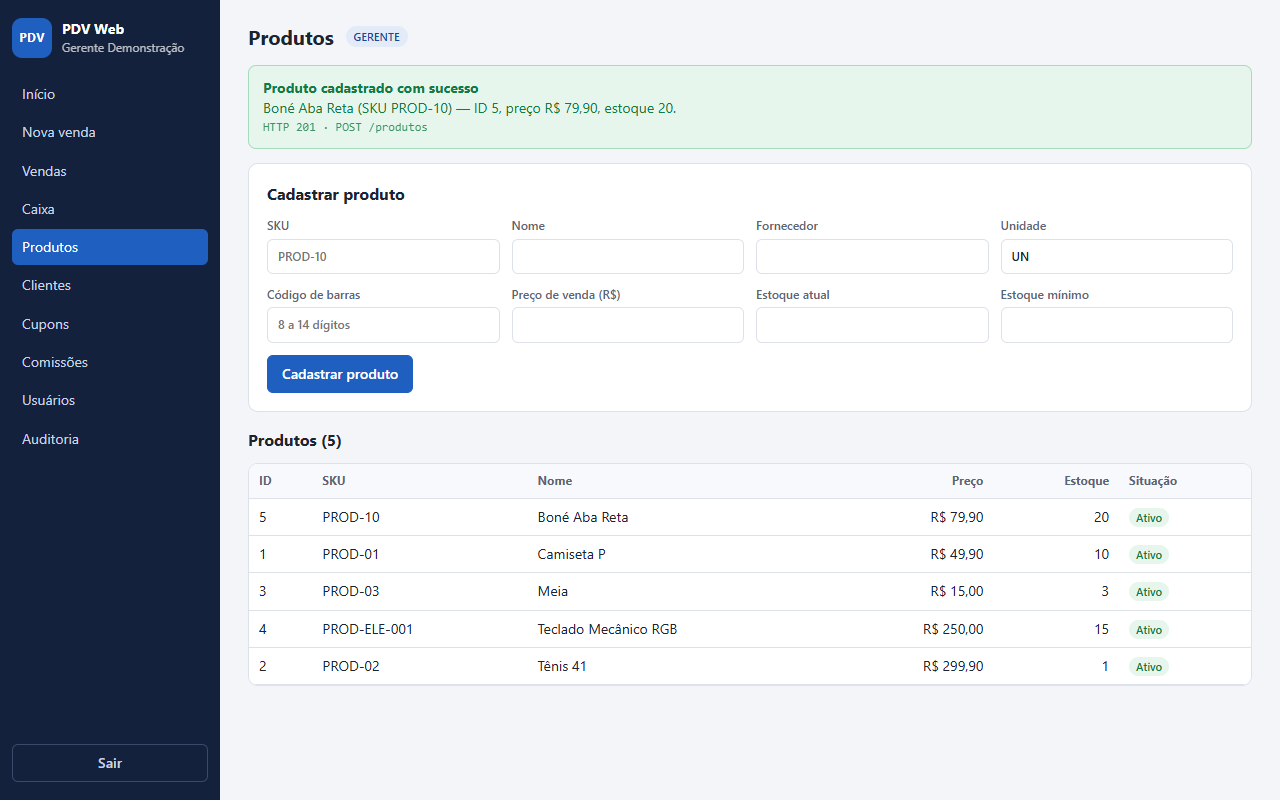 PDV
PDV Web
Gerente Demonstração
Início
Nova venda
Vendas
Caixa
Produtos
Clientes
Cupons
Comissões
Usuários
Auditoria
Sair
Produtos
GERENTE
Produto cadastrado com sucesso
Boné Aba Reta (SKU PROD-10) — ID 5, preço R$ 79,90, estoque 20.
HTTP 201 · POST /produtos
Cadastrar produto
SKU Nome Fornecedor Unidade
PROD-10 UN
Código de barras Preço de venda (R$) Estoque atual Estoque mínimo
8 a 14 dígitos
Cadastrar produto
Produtos (5)
ID SKU Nome Preço Estoque Situação
5 PROD-10 Boné Aba Reta R$ 79,90 20 Ativo
1 PROD-01 Camiseta P R$ 49,90 10 Ativo
3 PROD-03 Meia R$ 15,00 3 Ativo
4 PROD-ELE-001 Teclado Mecânico RGB R$ 250,00 15 Ativo
2 PROD-02 Tênis 41 R$ 299,90 1 Ativo